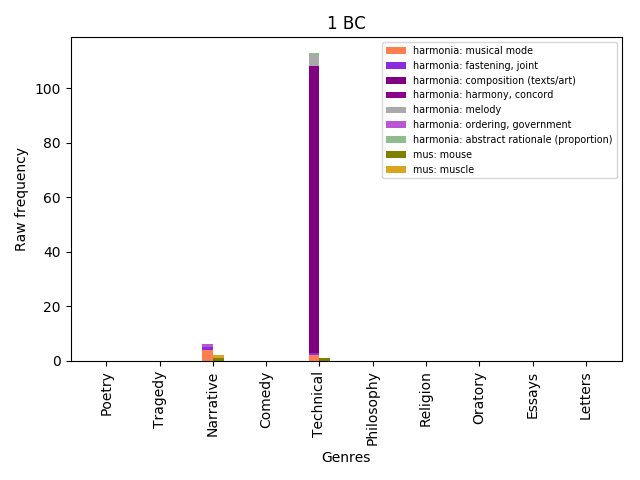 1 BC
harmonia: musical mode
harmonia: fastening, joint
harmonia: composition (texts/art)
harmonia: harmony, concord
harmonia: melody
harmonia: ordering, government
harmonia: abstract rationale (proportion)
mus: mouse
mus: muscle
Raw frequency
100
80
60
40
20
0
Poetry
Tragedy
Narrative
Comedy
Technical
Philosophy
Religion
Oratory
Essays
Letters
Genres